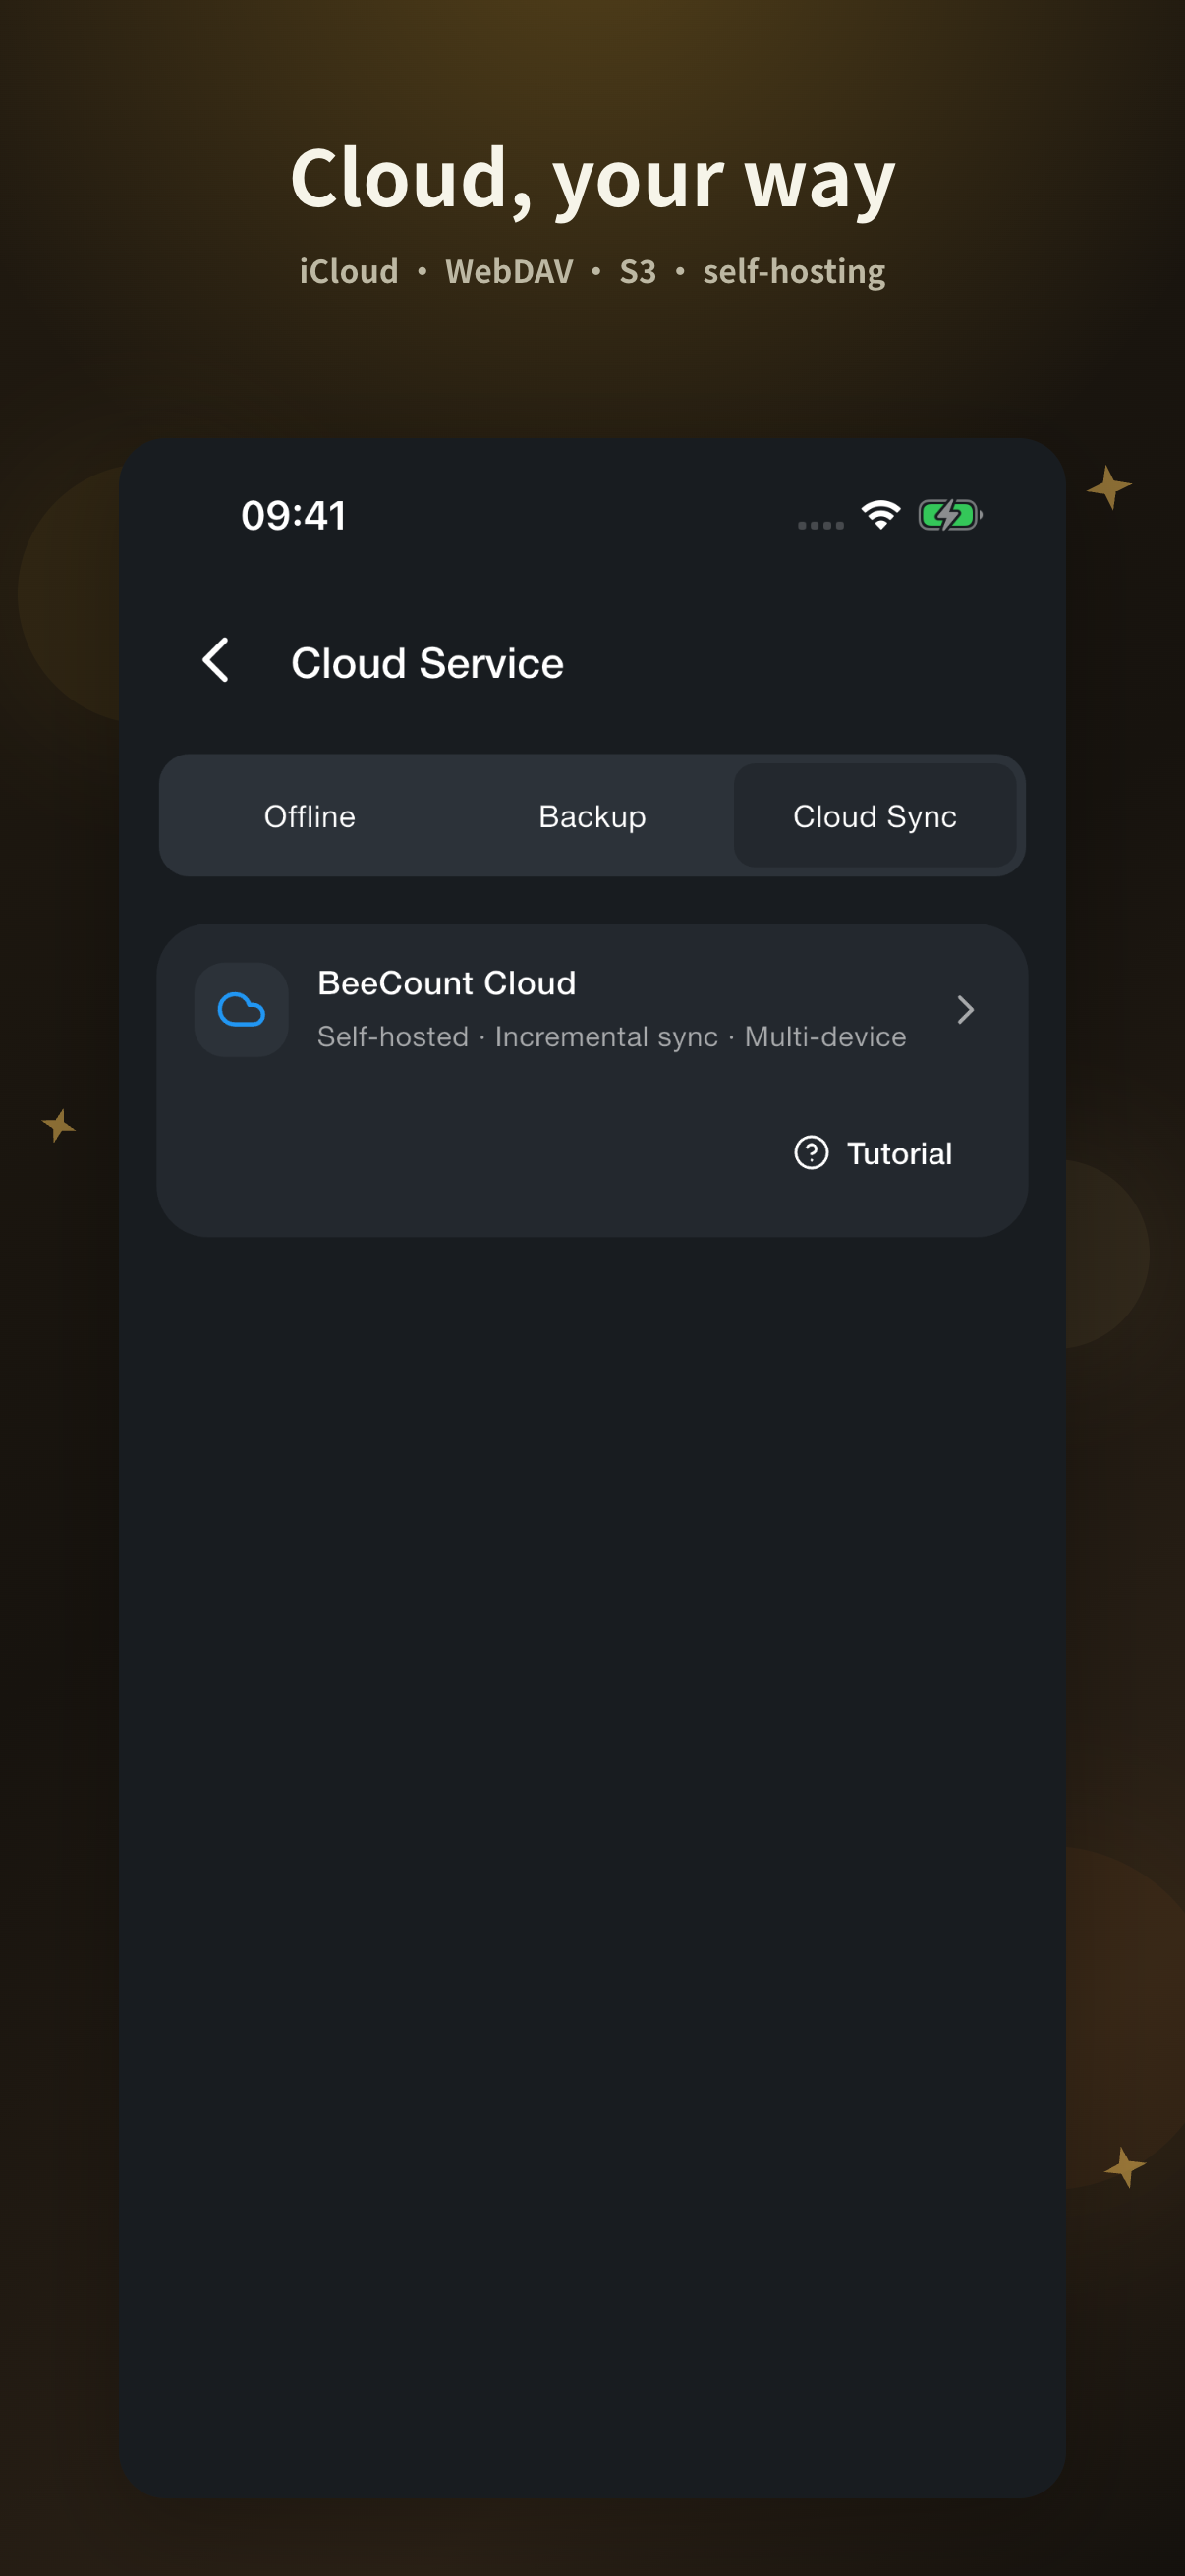 Cloud, your way
iCloud • WebDAV • S3 • self-hosting
09:41
Cloud Service
Offline Backup Cloud Sync
BeeCount Cloud
Self-hosted · Incremental sync · Multi-device
Tutorial